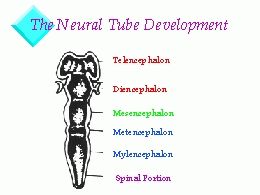 The Neural Tube Development
Telencephalon
Diencephalon
Mesencephalon
Metencephalon
Mylencephalon
Spinal Portion